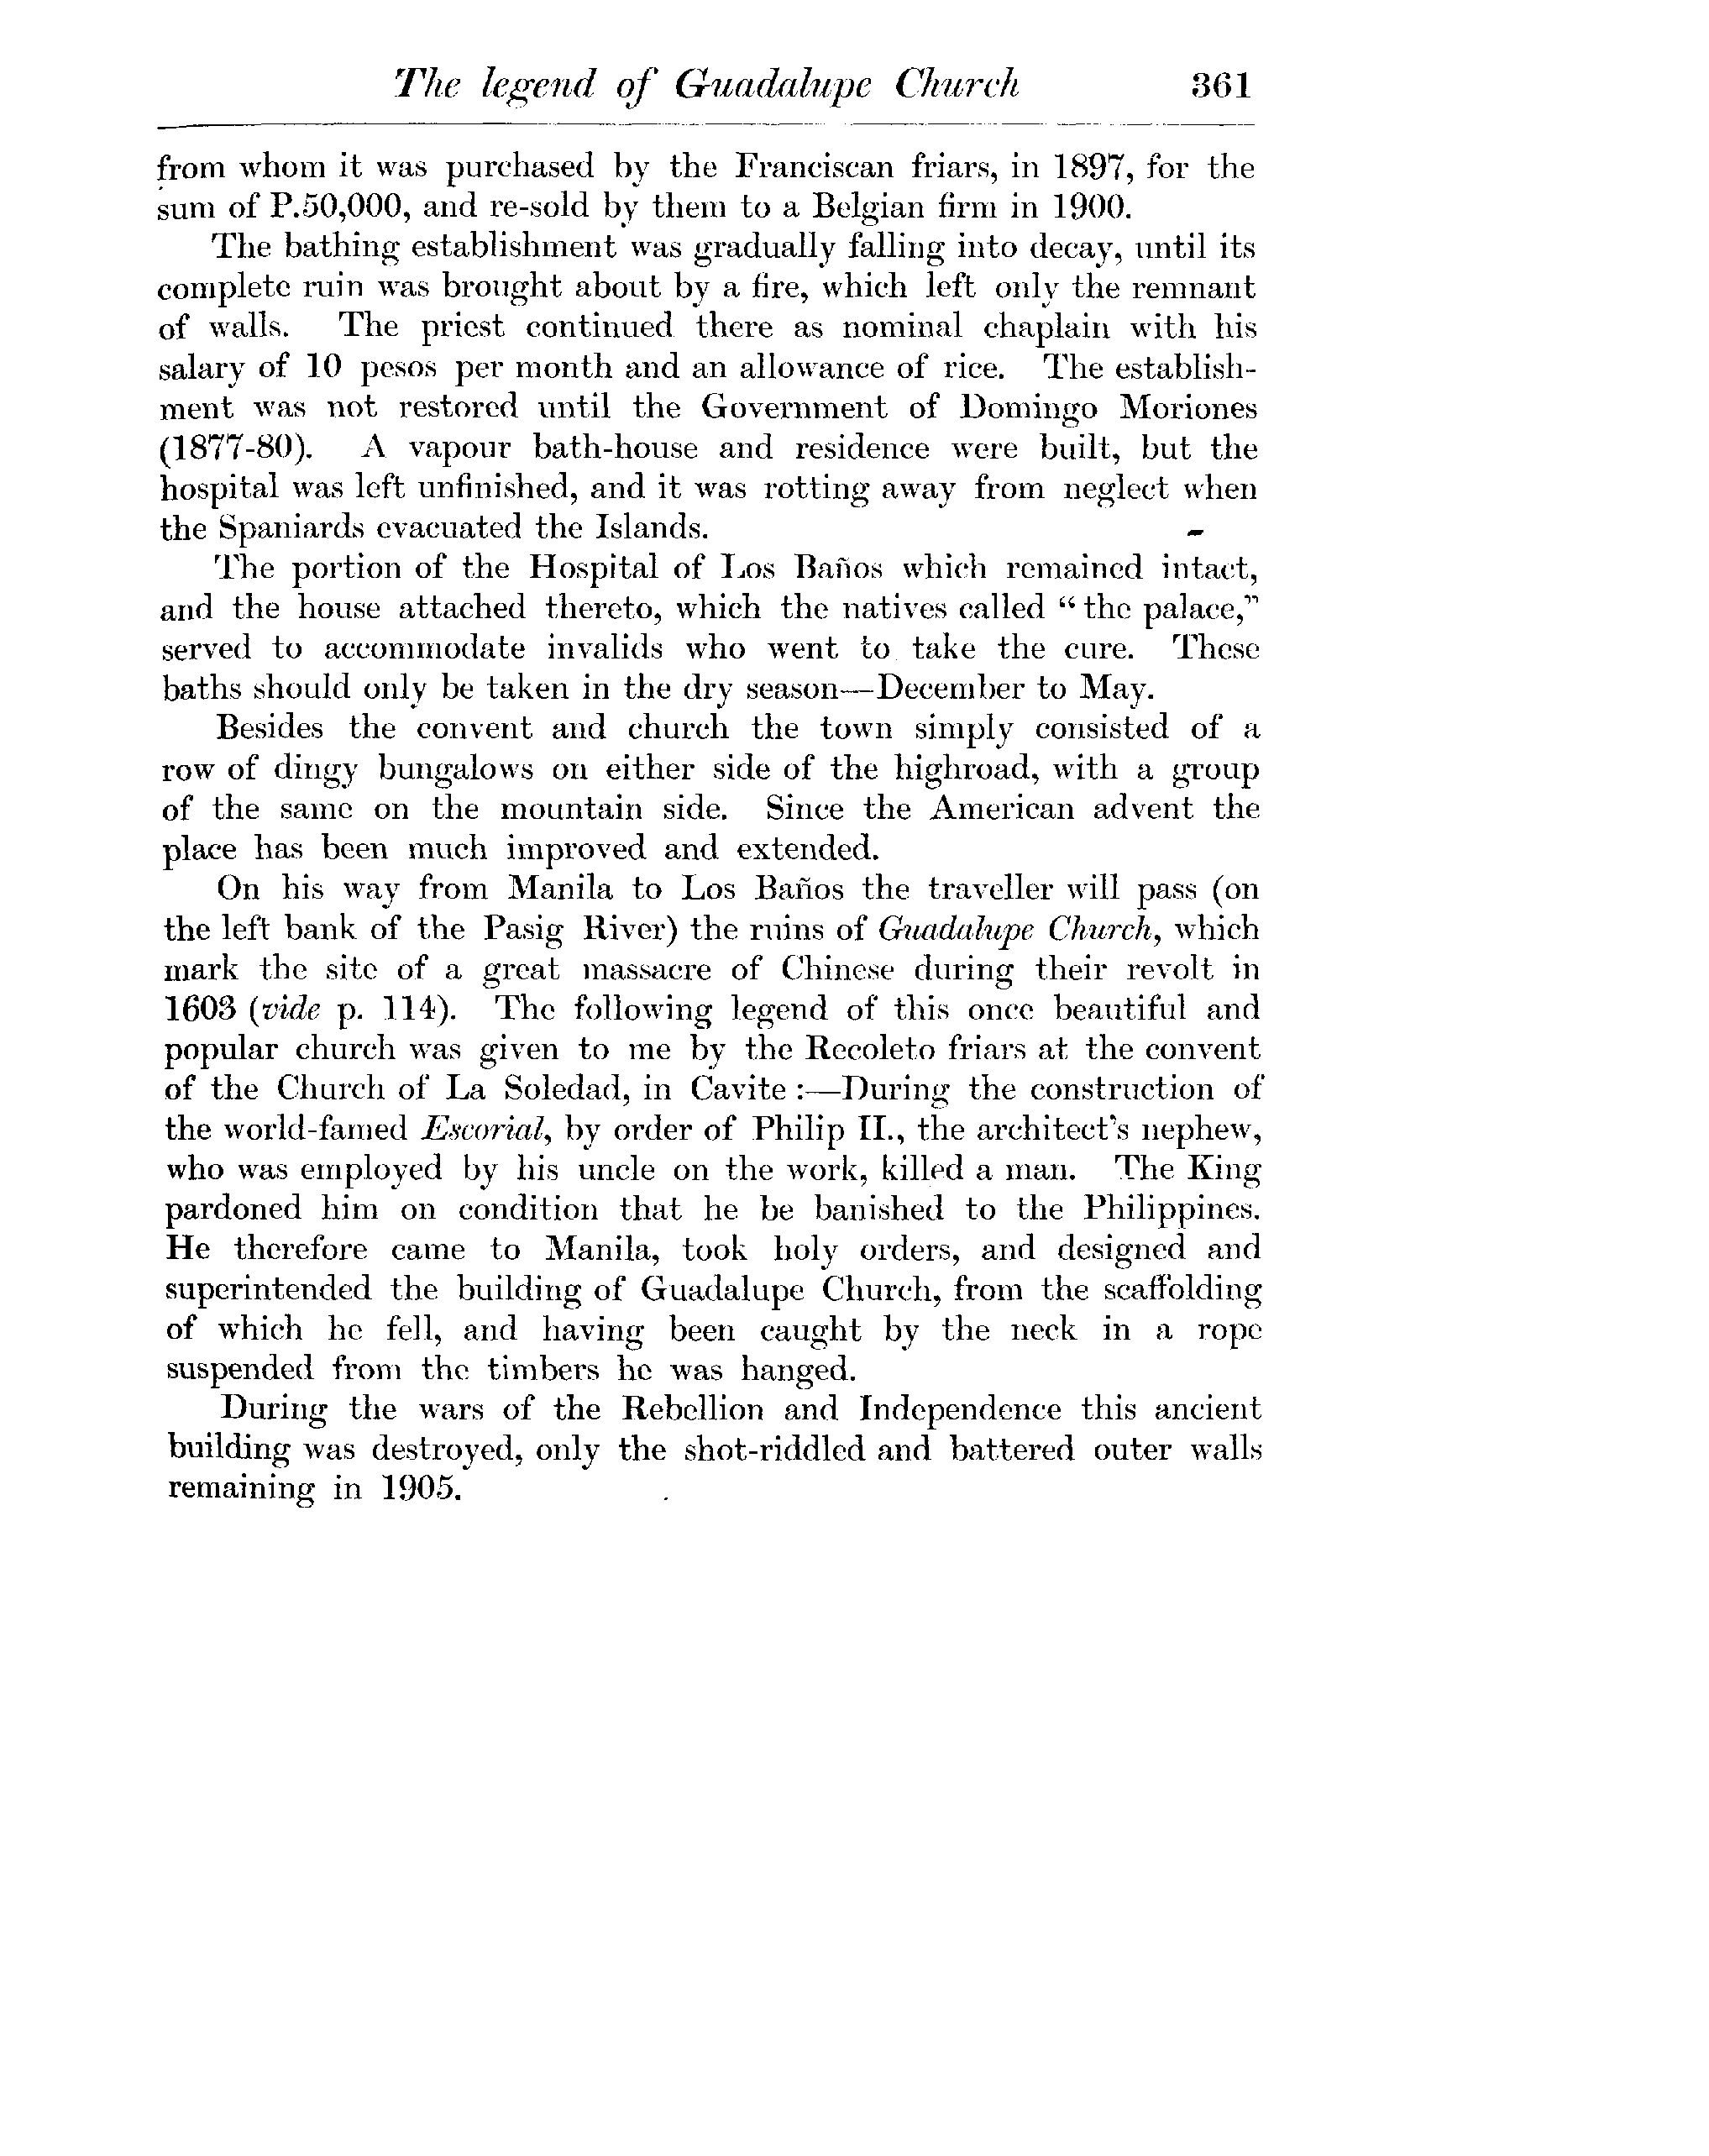 The legend of Guadalupe Church 361
from whom it was purchased by the Franciscan friars, in 1897, for the
sum of P.50,000, and re-sold by them to a Belgian firm in 1900.
The bathing establishment was gradually falling into decay, until its
complete ruin was brought about by a fire, which left only the remnant
of walls. The priest continued there as nominal chaplain with his
salary of 10 pesos per month and an allowance of rice. The establish-
ment was not restored until the Government of Domingo Moriones
(1877-80). A vapour bath-house and residence were built, but the
hospital was left unfinished, and it was rotting away from neglect when
the Spaniards evacuated the Islands.
The portion of the Hospital of Los Baños which remained intact,
and the house attached thereto, which the natives called “the palace,”
served to accommodate invalids who went to take the cure. These
baths should only be taken in the dry season—December to May.
Besides the convent and church the town simply consisted of a
row of dingy bungalows on either side of the highroad, with a group
of the same on the mountain side. Since the American advent the
place has been much improved and extended.
On his way from Manila to Los Baños the traveller will pass (on
the left bank of the Pasig River) the ruins of Guadalupe Church, which
mark the site of a great massacre of Chinese during their revolt in
1603 (vide p. 114). The following legend of this once beautiful and
popular church was given to me by the Recoleto friars at the convent
of the Church of La Soledad, in Cavite :—During the construction of
the world-famed Escorial, by order of Philip II., the architect's nephew,
who was employed by his uncle on the work, killed a man. The King
pardoned him on condition that he be banished to the Philippines.
He therefore came to Manila, took holy orders, and designed and
superintended the building of Guadalupe Church, from the scaffolding
of which he fell, and having been caught by the neck in a rope
suspended from the timbers he was hanged.
During the wars of the Rebellion and Independence this ancient
building was destroyed, only the shot-riddled and battered outer walls
remaining in 1905.